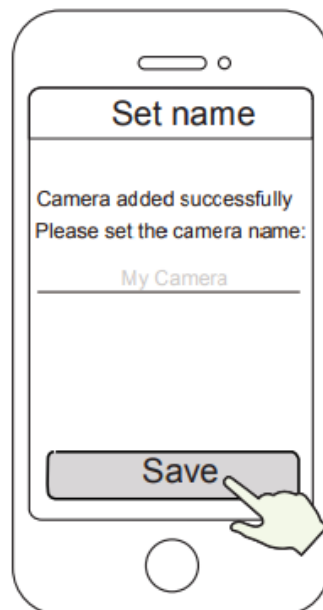 Set name
Camera added successfully
Please set the camera name:
My Camera
Save